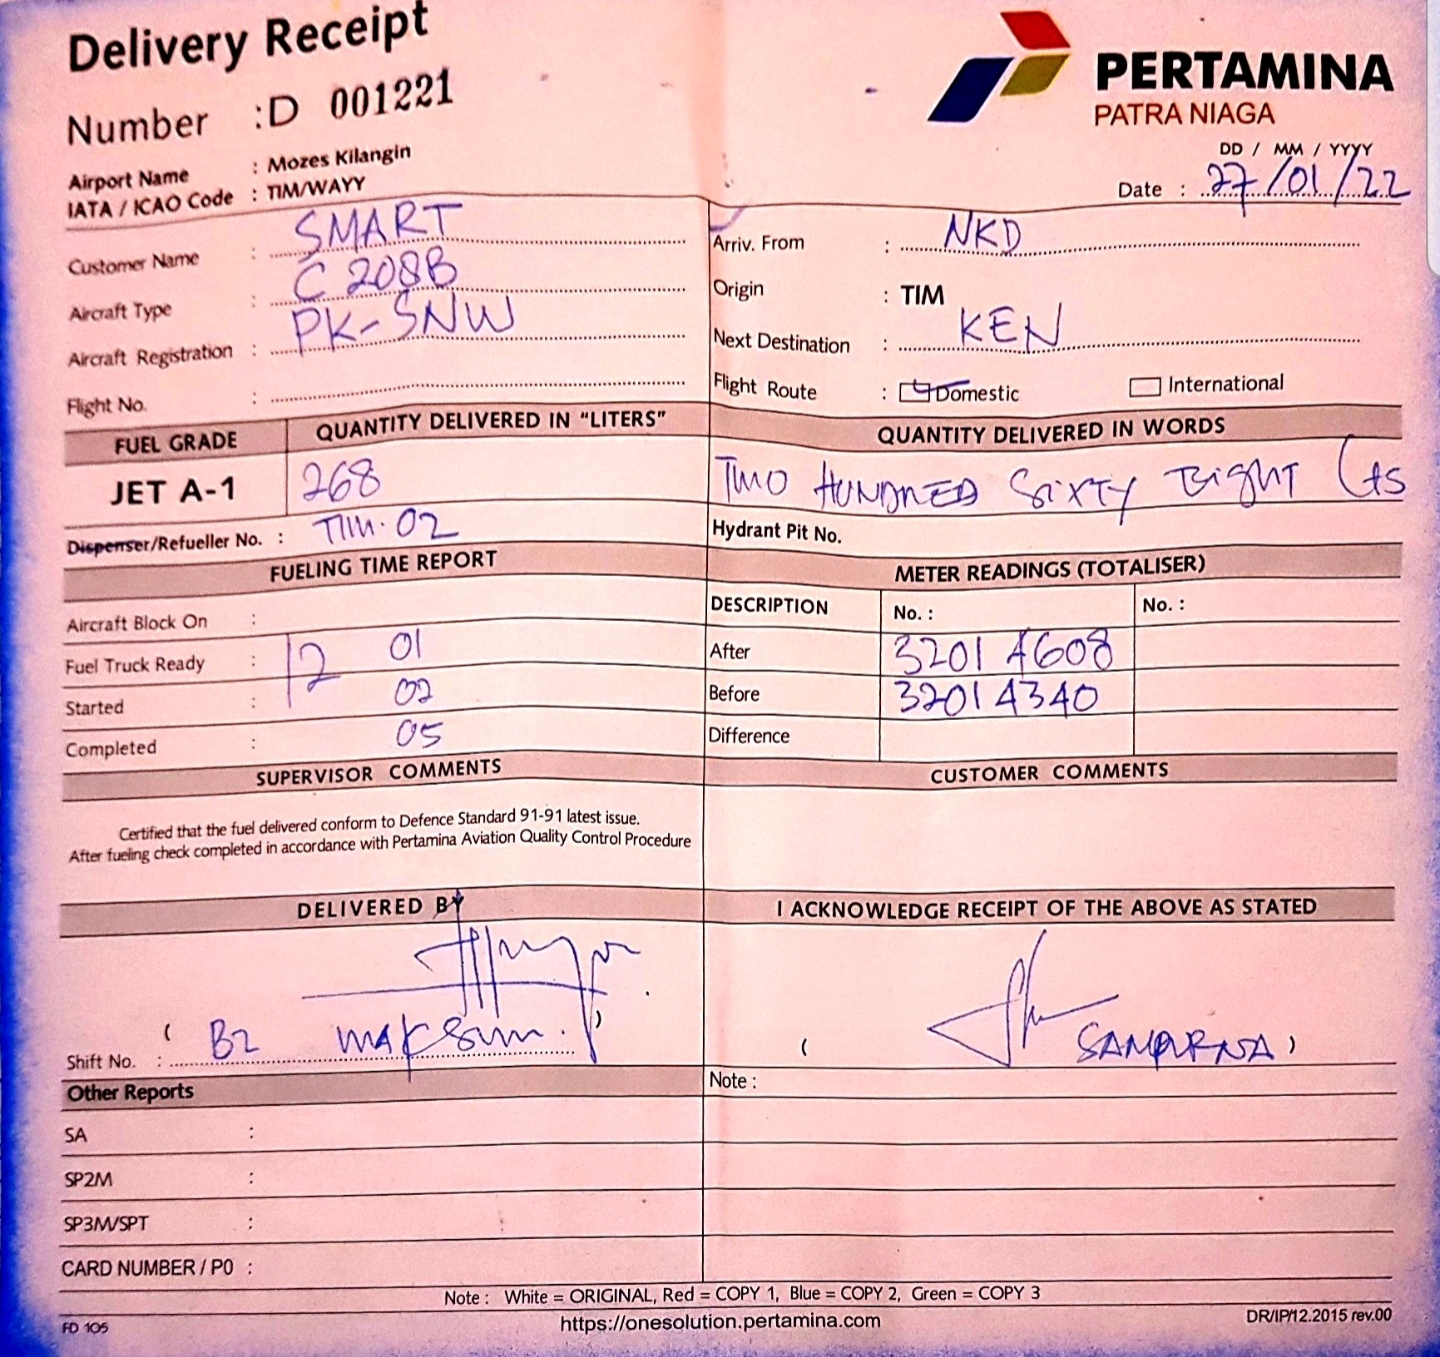 Delivery Receipt
PERTAMINA
PATRA NIAGA
Number : D 001221
Airport Name : Mozes Kilangin
IATA / ICAO Code : TIM/WAYY
DD / MM / YYYY
Date : 27/01/22
Customer Name : SMART
Arriv. From : NKD
Aircraft Type : C 208B
Origin : TIM
Aircraft Registration : PK-SNW
Next Destination : KEN
Flight No. :
Flight Route : Domestic International
FUEL GRADE QUANTITY DELIVERED IN "LITERS" QUANTITY DELIVERED IN WORDS
JET A-1 268 TWO HUNDRED SIXTY Eight Lts
Dispenser/Refueller No. : TIM-02 Hydrant Pit No.
FUELING TIME REPORT METER READINGS (TOTALISER)
Aircraft Block On : DESCRIPTION No. : No. :
Fuel Truck Ready : 12 01 After 32014608
Started : 02 Before 32014340
Completed : 05 Difference
SUPERVISOR COMMENTS CUSTOMER COMMENTS
Certified that the fuel delivered conform to Defence Standard 91-91 latest issue.
After fueling check completed in accordance with Pertamina Aviation Quality Control Procedure
DELIVERED BY I ACKNOWLEDGE RECEIPT OF THE ABOVE AS STATED
Shift No. : ( B2 maksum. ) ( SAMPURNA )
Other Reports Note :
SA :
SP2M :
SP3M/SPT :
CARD NUMBER / PO :
Note : White = ORIGINAL, Red = COPY 1, Blue = COPY 2, Green = COPY 3
FD 105 https://onesolution.pertamina.com DR/IP/12.2015 rev.00